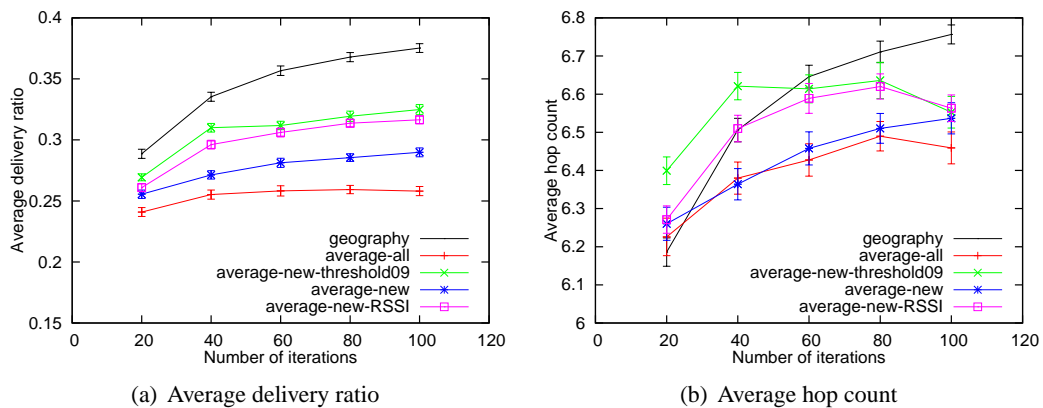 0.4
0.35
0.3
0.25
0.2
0.15
Average delivery ratio
0 20 40 60 80 100 120
Number of iterations
geography
average-all
average-new-threshold09
average-new
average-new-RSSI
(a) Average delivery ratio
6.8
6.7
6.6
6.5
6.4
6.3
6.2
6.1
6
Average hop count
0 20 40 60 80 100 120
Number of iterations
geography
average-all
average-new-threshold09
average-new
average-new-RSSI
(b) Average hop count